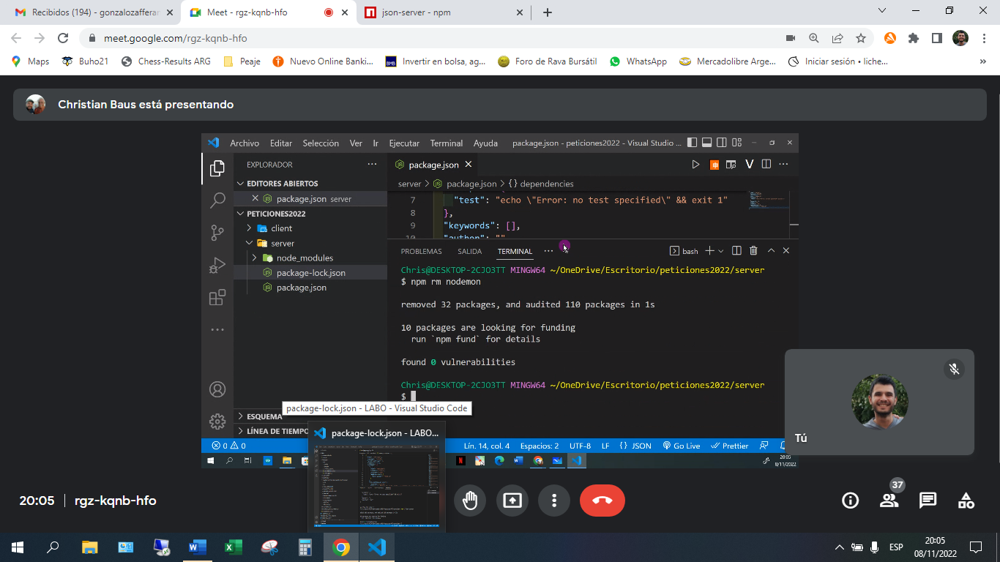 Recibidos (194) - gonzalozafferar
Meet - rgz-kqnb-hfo
json-server - npm
meet.google.com/rgz-kqnb-hfo
Maps
Buho21
Chess-Results ARG
Peaje
Nuevo Online Banki...
BMB
Invertir en bolsa, ag...
Foro de Rava Bursátil
WhatsApp
Mercadolibre Arge...
Iniciar sesión • liche...
»
Christian Baus está presentando
Archivo Editar Selección Ver Ir Ejecutar Terminal Ayuda
package.json - peticiones2022 - Visual Studio ...
EXPLORADOR
EDITORES ABIERTOS
package.json server
PETICIONES2022
client
server
node_modules
package-lock.json
package.json
ESQUEMA
LÍNEA DE TIEMPO
package.json
server > package.json > {} dependencies
7 "test": "echo \"Error: no test specified\" && exit 1"
8 },
9 "keywords": [],
10 "author": ""
PROBLEMAS SALIDA TERMINAL ...
bash
Chris@DESKTOP-2CJO3TT MINGW64 ~/OneDrive/Escritorio/peticiones2022/server
$ npm rm nodemon
removed 32 packages, and audited 110 packages in 1s
10 packages are looking for funding
run `npm fund` for details
found 0 vulnerabilities
Chris@DESKTOP-2CJO3TT MINGW64 ~/OneDrive/Escritorio/peticiones2022/server
$
package-lock.json - LABO - Visual Studio Code
package-lock.json - LABO...
0 0
Lín. 14, col. 4 Espacios: 2 UTF-8 LF {} JSON Go Live Prettier
20:05
8/11/2022
Tú
20:05 | rgz-kqnb-hfo
37
ESP
20:05
08/11/2022